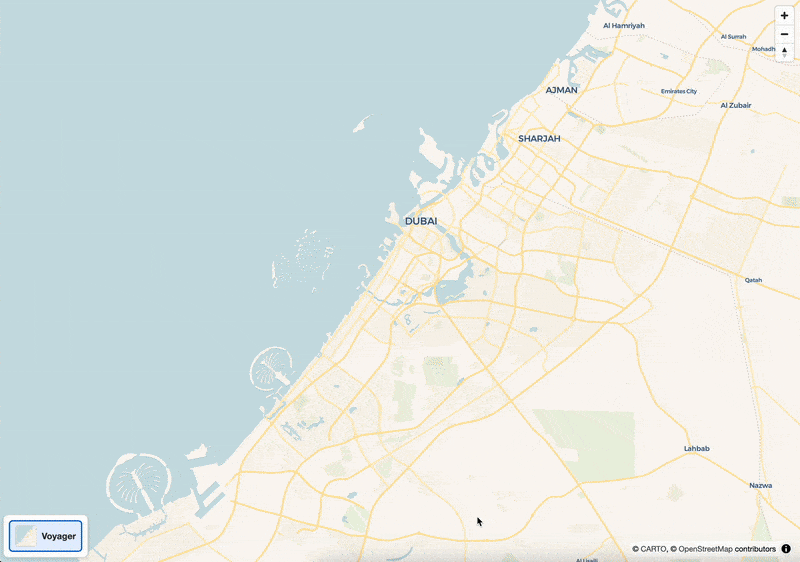 Al Hamriyah
Al Surrah
Mohadh
AJMAN
Emirates City
Al Zubair
SHARJAH
DUBAI
Qatah
Lahbab
Nazwa
Voyager
© CARTO, © OpenStreetMap contributors